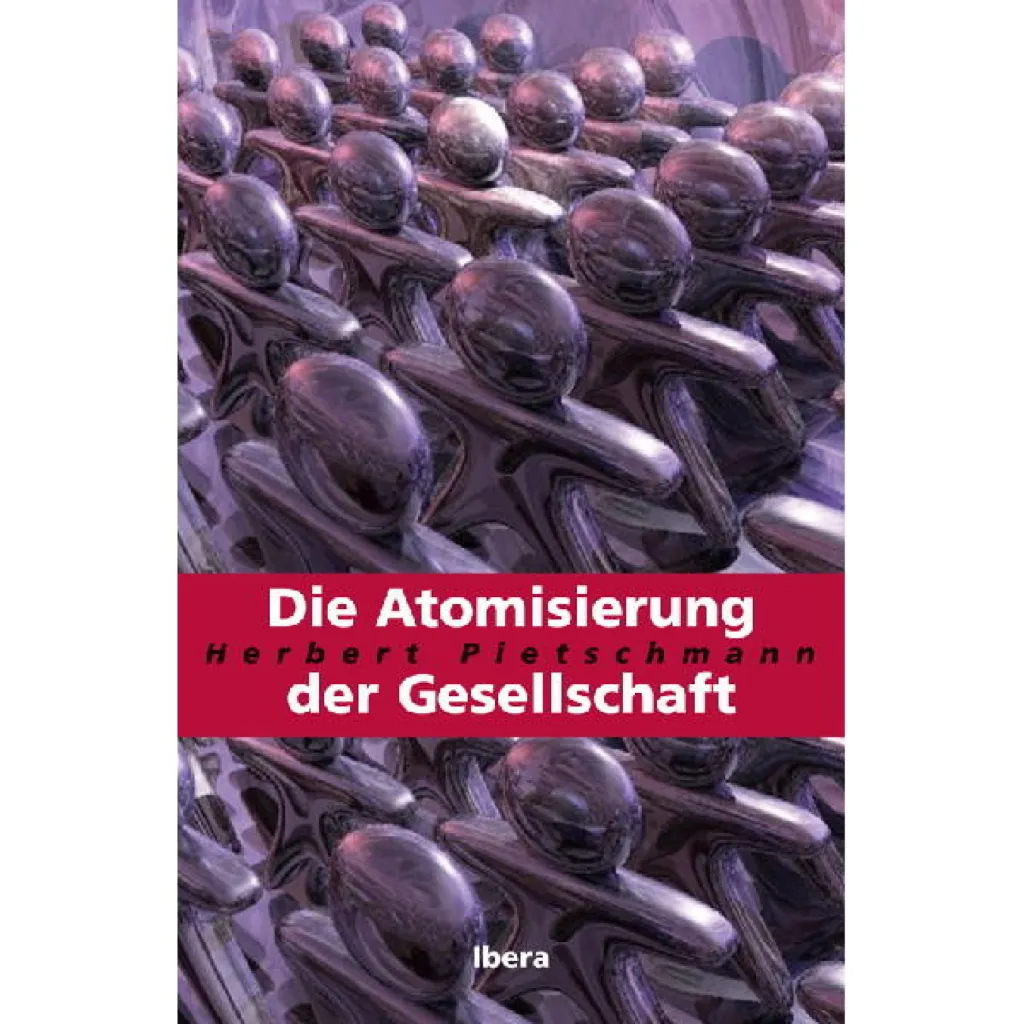 Die Atomisierung
Herbert Pietschmann
der Gesellschaft
Ibera